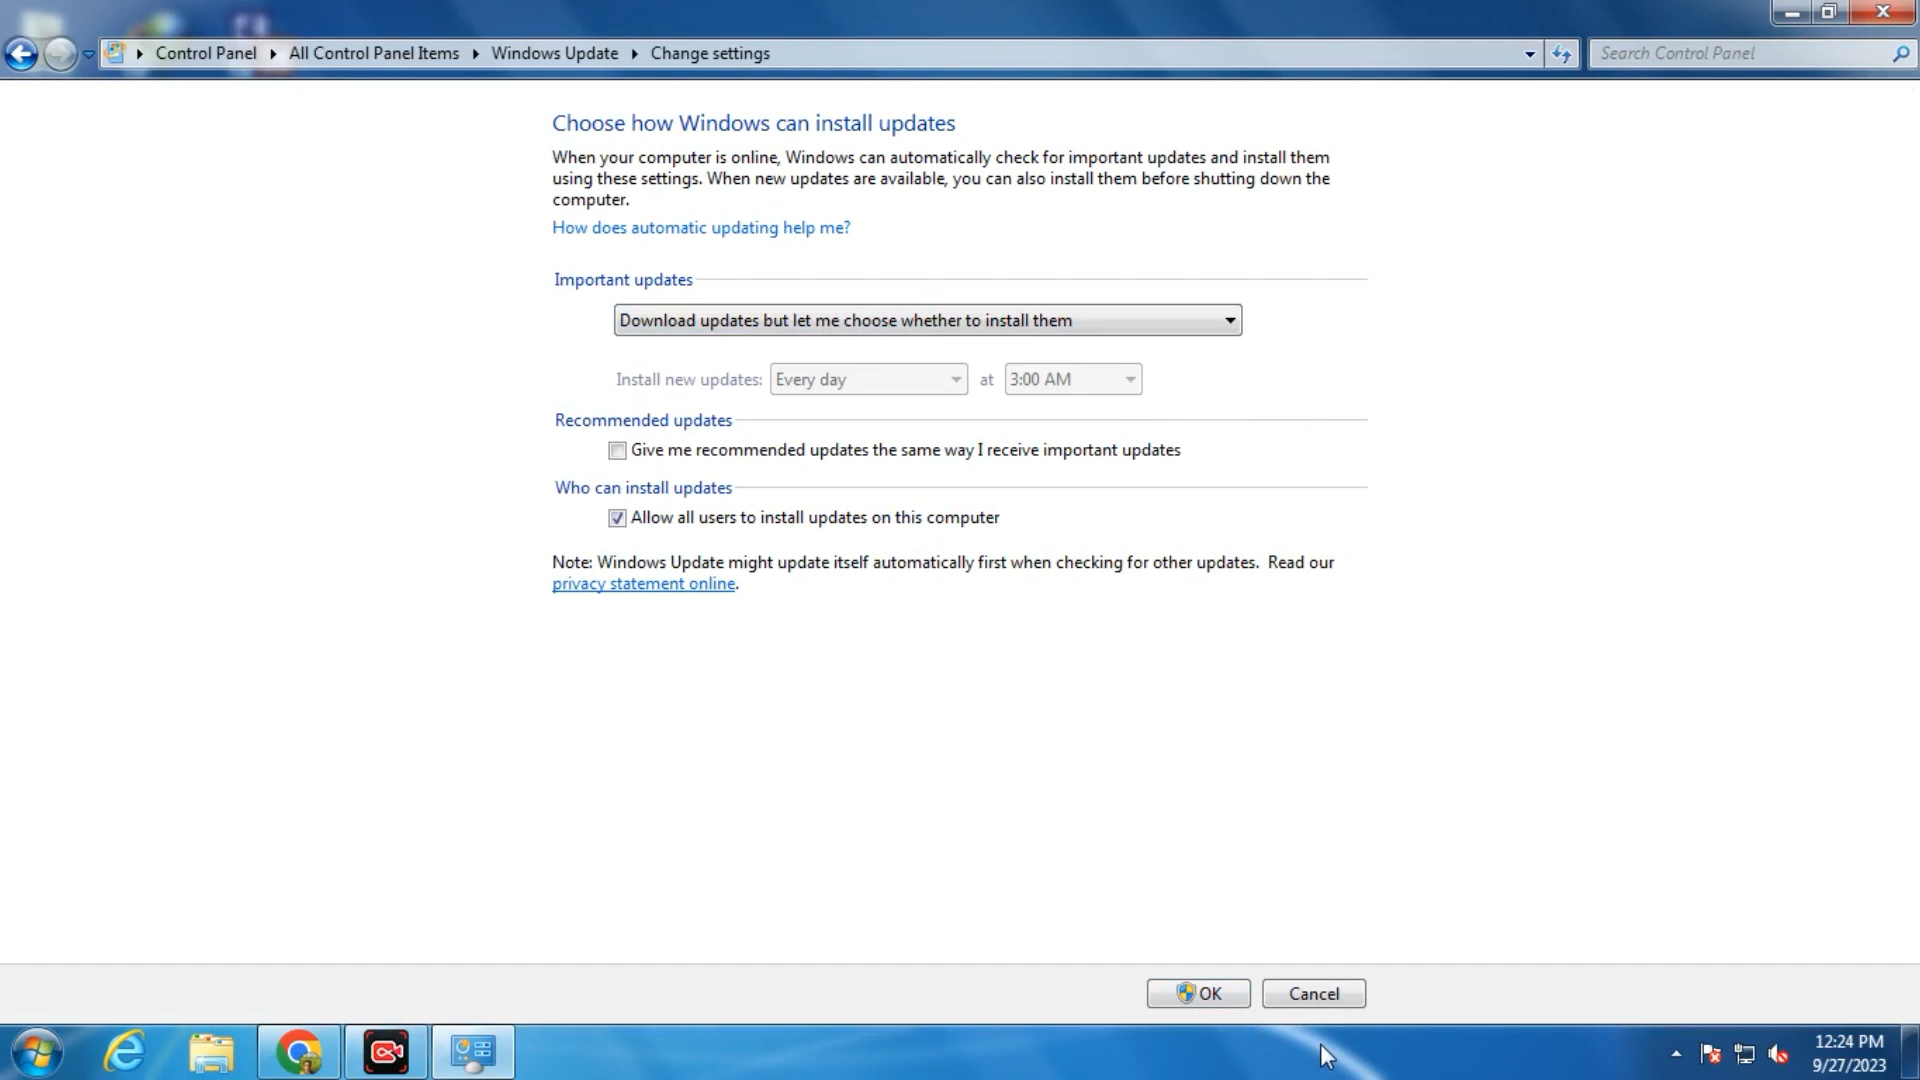 Control Panel All Control Panel Items Windows Update Change settings
Search Control Panel
Choose how Windows can install updates
When your computer is online, Windows can automatically check for important updates and install them
using these settings. When new updates are available, you can also install them before shutting down the
computer.
How does automatic updating help me?
Important updates
Download updates but let me choose whether to install them
Install new updates: Every day at 3:00 AM
Recommended updates
Give me recommended updates the same way I receive important updates
Who can install updates
Allow all users to install updates on this computer
Note: Windows Update might update itself automatically first when checking for other updates. Read our
privacy statement online.
OK Cancel
12:24 PM
9/27/2023